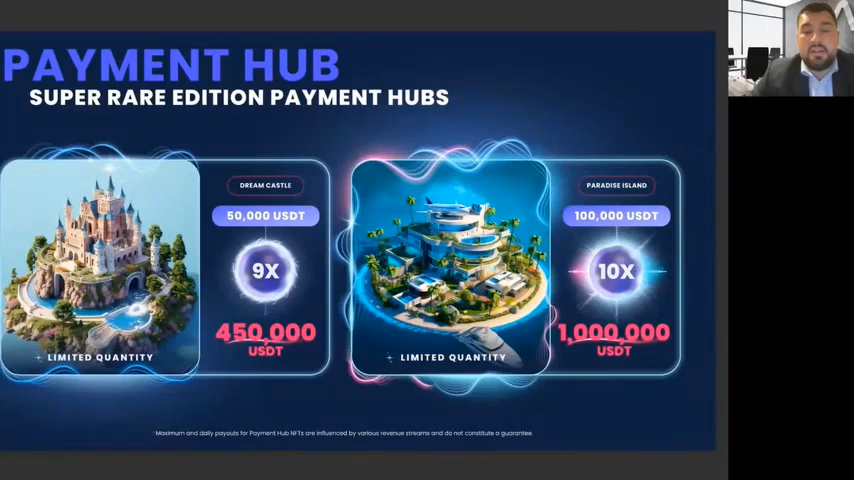 PAYMENT HUB
SUPER RARE EDITION PAYMENT HUBS
DREAM CASTLE
50,000 USDT
9X
450,000
USDT
LIMITED QUANTITY
PARADISE ISLAND
100,000 USDT
10X
1,000,000
USDT
LIMITED QUANTITY
Maximum and daily payouts for Payment Hub NFTs are influenced by various revenue streams and do not constitute a guarantee.